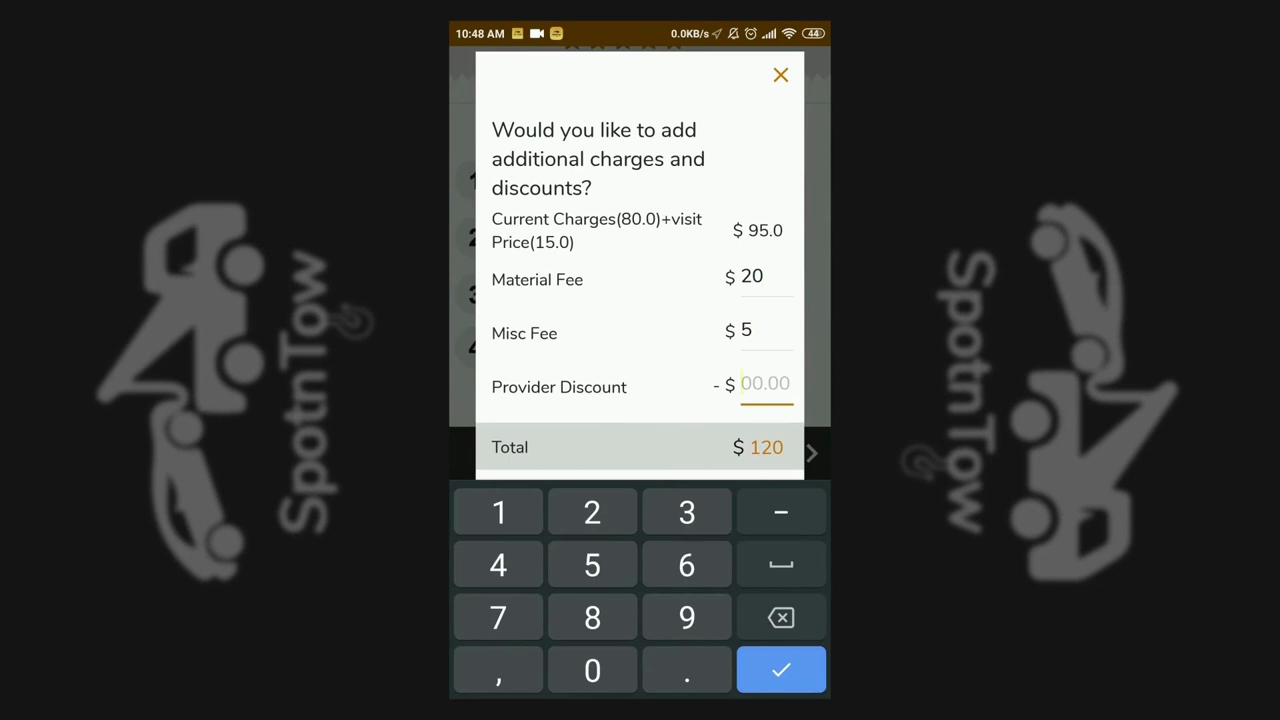 10:48 AM
0.0KB/s
44
Would you like to add
additional charges and
discounts?
Current Charges(80.0)+visit
Price(15.0)
$ 95.0
Material Fee
$ 20
Misc Fee
$ 5
Provider Discount
- $ 00.00
Total
$ 120
1 2 3 –
4 5 6
7 8 9
, 0 .
SpotnTow
SpotnTow